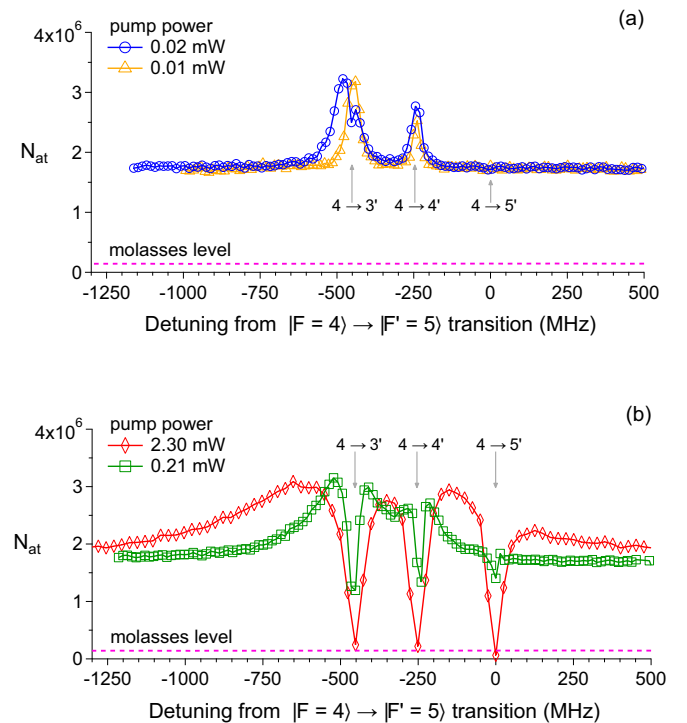 (a)
pump power
0.02 mW
0.01 mW
4x10⁶
3
2
1
0
N_at
4 → 3' 4 → 4' 4 → 5'
molasses level
-1250 -1000 -750 -500 -250 0 250 500
Detuning from |F = 4⟩ → |F' = 5⟩ transition (MHz)
(b)
pump power
2.30 mW
0.21 mW
4 → 3' 4 → 4' 4 → 5'
4x10⁶
3
2
1
0
N_at
molasses level
-1250 -1000 -750 -500 -250 0 250 500
Detuning from |F = 4⟩ → |F' = 5⟩ transition (MHz)